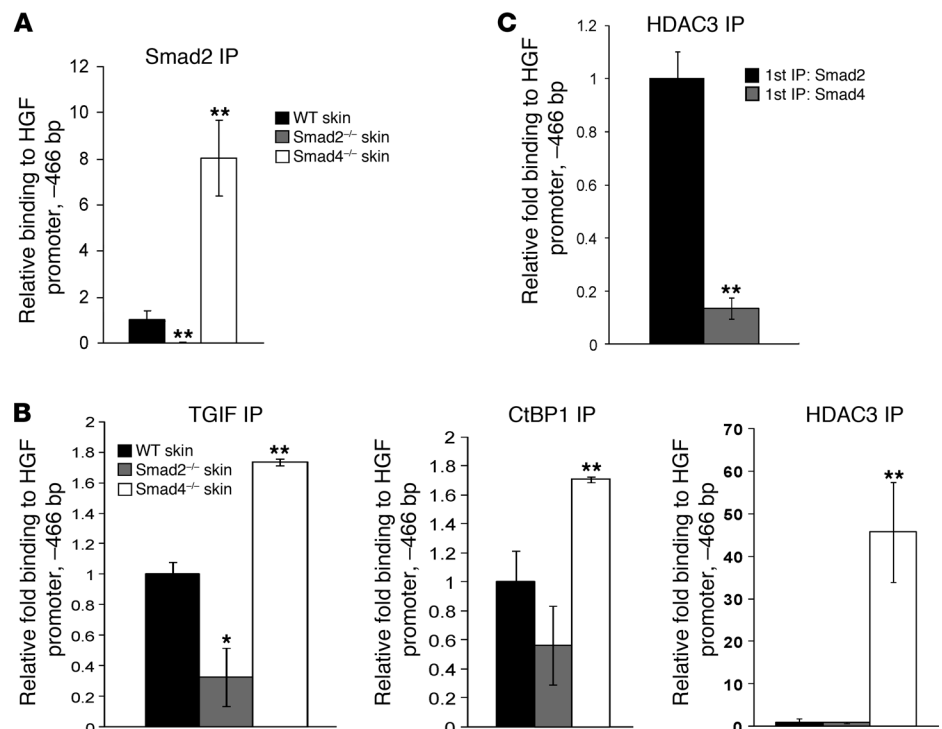 A
Smad2 IP
Relative binding to HGF
promoter, –466 bp
12
10
8
6
4
2
0
**
**
WT skin
Smad2–/– skin
Smad4–/– skin
C
HDAC3 IP
Relative fold binding to HGF
promoter, –466 bp
1.2
1
0.8
0.6
0.4
0.2
0
**
1st IP: Smad2
1st IP: Smad4
B
TGIF IP
Relative fold binding to HGF
promoter, –466 bp
2
1.8
1.6
1.4
1.2
1
0.8
0.6
0.4
0.2
0
WT skin
Smad2–/– skin
Smad4–/– skin
*
**
CtBP1 IP
Relative fold binding to HGF
promoter, –466 bp
2
1.8
1.6
1.4
1.2
1
0.8
0.6
0.4
0.2
0
**
HDAC3 IP
Relative fold binding to HGF
promoter, –466 bp
70
60
50
40
30
20
10
0
**